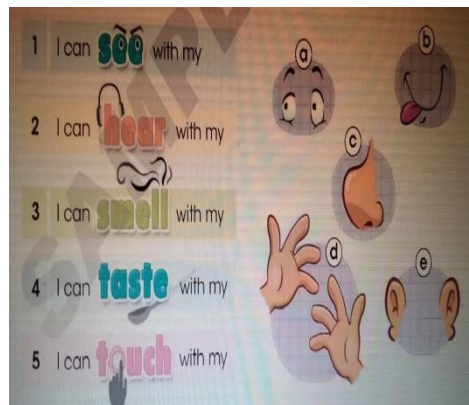 1 I can see with my
a
b
2 I can hear with my
c
3 I can smell with my
d
e
4 I can taste with my
5 I can touch with my
SAMPLE